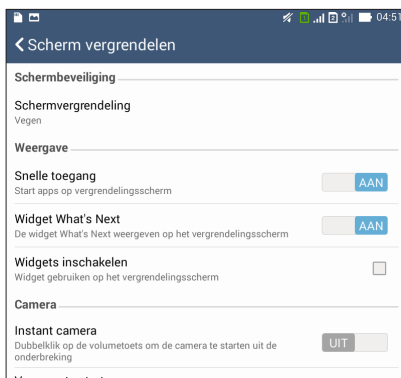 1 2 04:51
Scherm vergrendelen
Schermbeveiliging
Schermvergrendeling
Vegen
Weergave
Snelle toegang
Start apps op vergrendelingsscherm
AAN
Widget What's Next
De widget What's Next weergeven op het vergrendelingsscherm
AAN
Widgets inschakelen
Widget gebruiken op het vergrendelingsscherm
Camera
Instant camera
Dubbelklik op de volumetoets om de camera te starten uit de
onderbreking
UIT